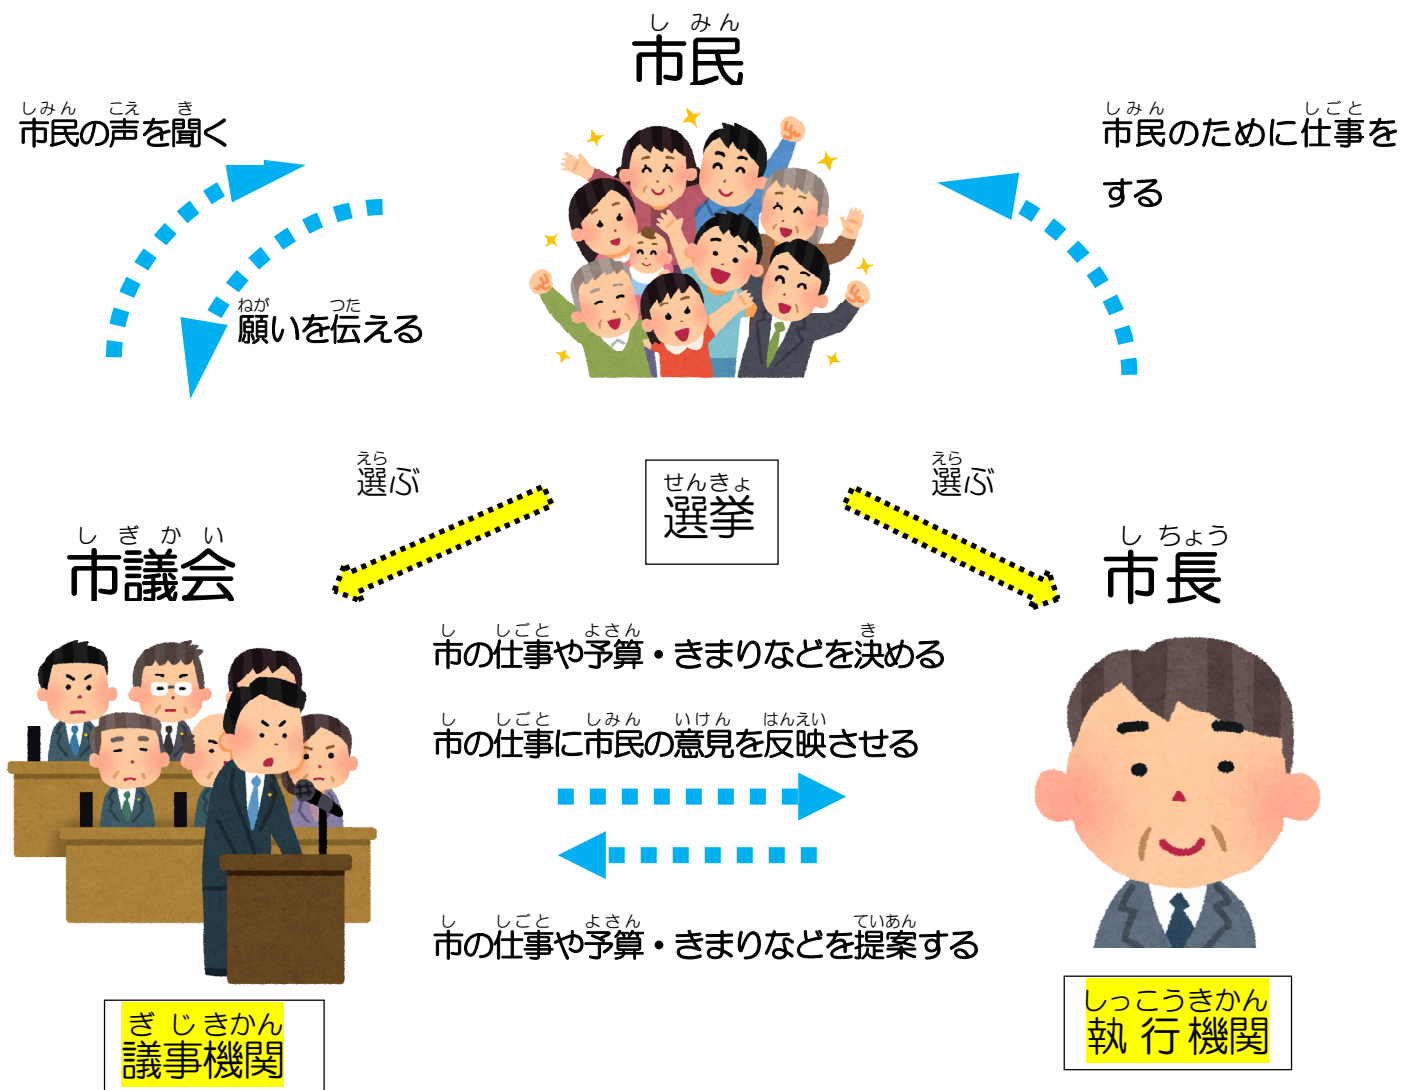 しみん
市民
しみん こえ き
市民の声を聞く
しみん しごと
市民のために仕事を
する
ねが つた
願いを伝える
えら
選ぶ
せんきょ
選挙
えら
選ぶ
しぎかい
市議会
しちょう
市長
し しごと よさん き
市の仕事や予算・きまりなどを決める
し しごと しみん いけん はんえい
市の仕事に市民の意見を反映させる
し しごと よさん ていあん
市の仕事や予算・きまりなどを提案する
ぎじきかん
議事機関
しっこうきかん
執行機関